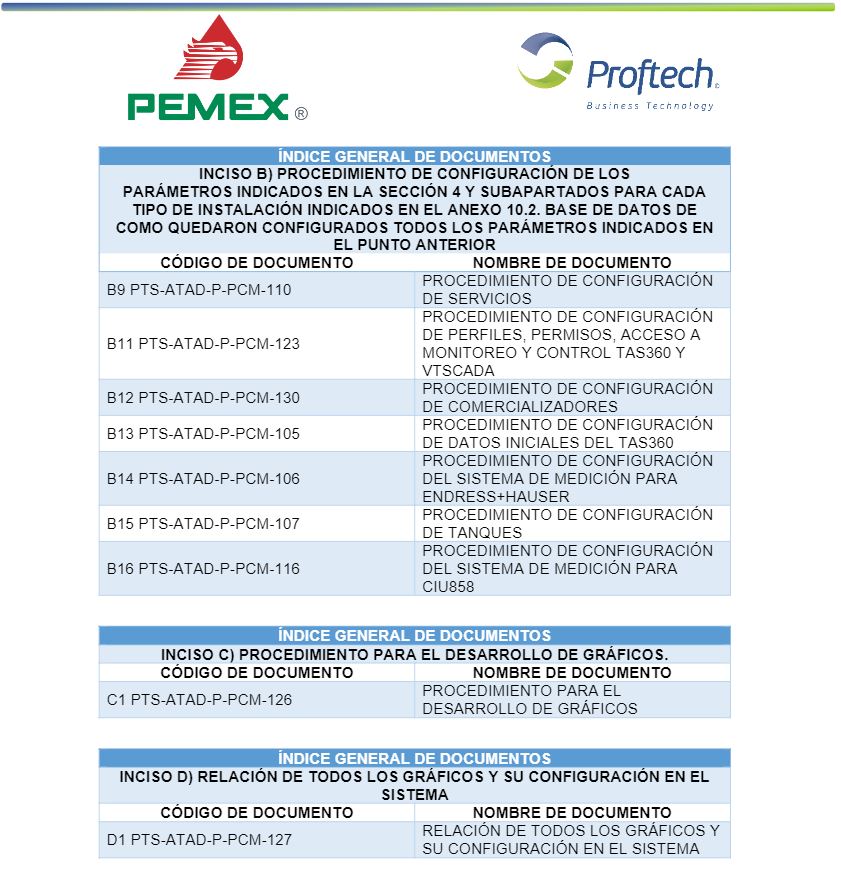 PEMEX®
Proftech©
Business Technology
ÍNDICE GENERAL DE DOCUMENTOS
INCISO B) PROCEDIMIENTO DE CONFIGURACIÓN DE LOS
PARÁMETROS INDICADOS EN LA SECCIÓN 4 Y SUBAPARTADOS PARA CADA
TIPO DE INSTALACIÓN INDICADOS EN EL ANEXO 10.2. BASE DE DATOS DE
COMO QUEDARON CONFIGURADOS TODOS LOS PARÁMETROS INDICADOS EN
EL PUNTO ANTERIOR
CÓDIGO DE DOCUMENTO NOMBRE DE DOCUMENTO
B9 PTS-ATAD-P-PCM-110
PROCEDIMIENTO DE CONFIGURACIÓN
DE SERVICIOS
B11 PTS-ATAD-P-PCM-123
PROCEDIMIENTO DE CONFIGURACIÓN
DE PERFILES, PERMISOS, ACCESO A
MONITOREO Y CONTROL TAS360 Y
VTSCADA
B12 PTS-ATAD-P-PCM-130
PROCEDIMIENTO DE CONFIGURACIÓN
DE COMERCIALIZADORES
B13 PTS-ATAD-P-PCM-105
PROCEDIMIENTO DE CONFIGURACIÓN
DE DATOS INICIALES DEL TAS360
B14 PTS-ATAD-P-PCM-106
PROCEDIMIENTO DE CONFIGURACIÓN
DEL SISTEMA DE MEDICIÓN PARA
ENDRESS+HAUSER
B15 PTS-ATAD-P-PCM-107
PROCEDIMIENTO DE CONFIGURACIÓN
DE TANQUES
B16 PTS-ATAD-P-PCM-116
PROCEDIMIENTO DE CONFIGURACIÓN
DEL SISTEMA DE MEDICIÓN PARA
CIU858
ÍNDICE GENERAL DE DOCUMENTOS
INCISO C) PROCEDIMIENTO PARA EL DESARROLLO DE GRÁFICOS.
CÓDIGO DE DOCUMENTO NOMBRE DE DOCUMENTO
C1 PTS-ATAD-P-PCM-126
PROCEDIMIENTO PARA EL
DESARROLLO DE GRÁFICOS
ÍNDICE GENERAL DE DOCUMENTOS
INCISO D) RELACIÓN DE TODOS LOS GRÁFICOS Y SU CONFIGURACIÓN EN EL
SISTEMA
CÓDIGO DE DOCUMENTO NOMBRE DE DOCUMENTO
D1 PTS-ATAD-P-PCM-127
RELACIÓN DE TODOS LOS GRÁFICOS Y
SU CONFIGURACIÓN EN EL SISTEMA